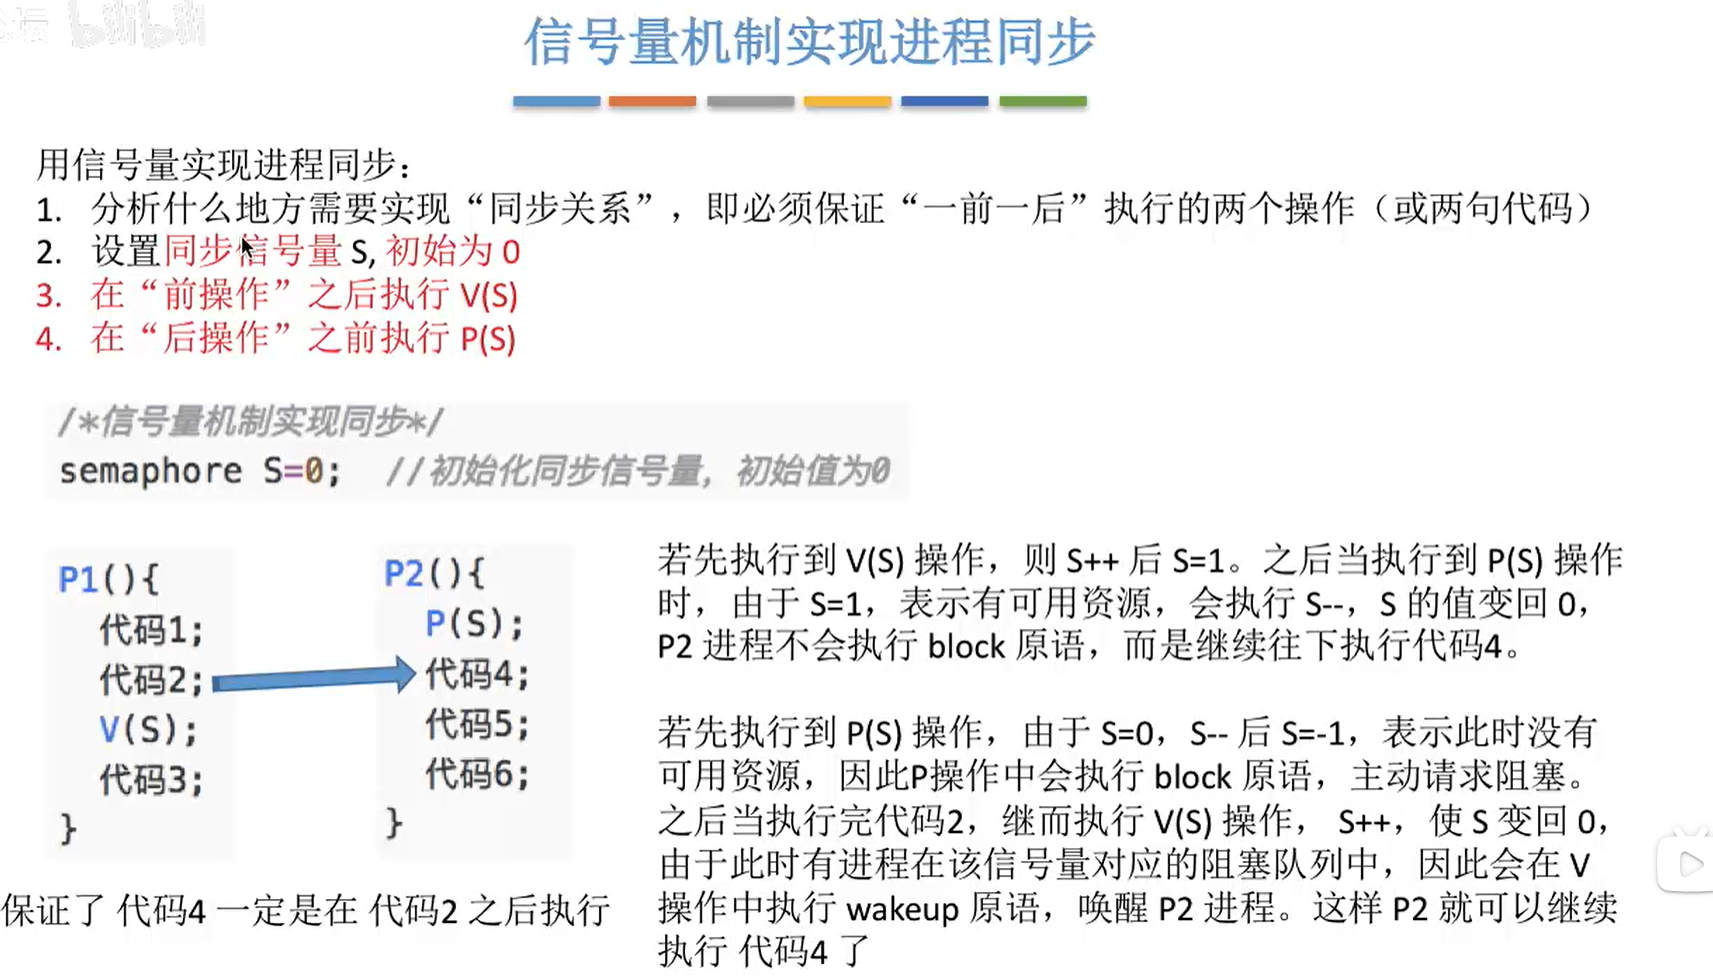 坛 bilibili
信号量机制实现进程同步
用信号量实现进程同步：
1. 分析什么地方需要实现“同步关系”，即必须保证“一前一后”执行的两个操作（或两句代码）
2. 设置同步信号量 S, 初始为 0
3. 在“前操作”之后执行 V(S)
4. 在“后操作”之前执行 P(S)
/*信号量机制实现同步*/
semaphore S=0; //初始化同步信号量，初始值为0
P1(){
代码1;
代码2;
V(S);
代码3;
}
P2(){
P(S);
代码4;
代码5;
代码6;
}
保证了 代码4 一定是在 代码2 之后执行
若先执行到 V(S) 操作，则 S++ 后 S=1。之后当执行到 P(S) 操作
时，由于 S=1，表示有可用资源，会执行 S--，S 的值变回 0，
P2 进程不会执行 block 原语，而是继续往下执行代码4。
若先执行到 P(S) 操作，由于 S=0，S-- 后 S=-1，表示此时没有
可用资源，因此P操作中会执行 block 原语，主动请求阻塞。
之后当执行完代码2，继而执行 V(S) 操作， S++，使 S 变回 0，
由于此时有进程在该信号量对应的阻塞队列中，因此会在 V
操作中执行 wakeup 原语，唤醒 P2 进程。这样 P2 就可以继续
执行 代码4 了